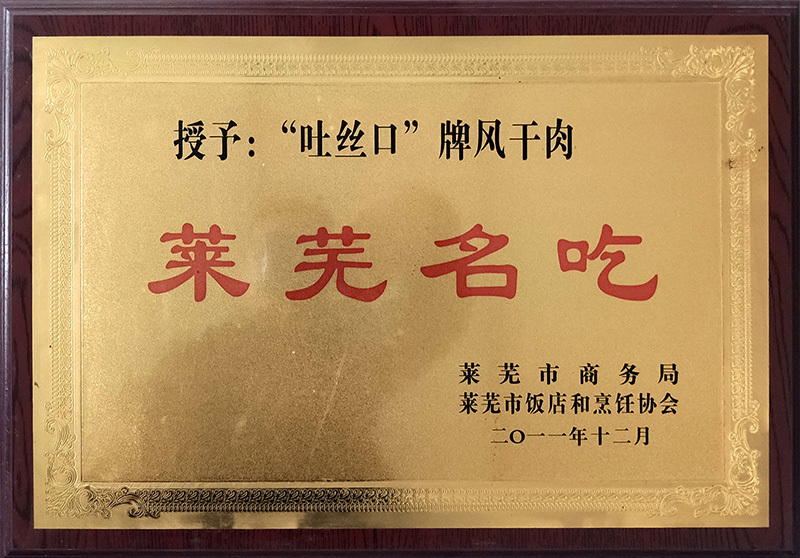 授予：“吐丝口”牌风干肉
莱芜名吃
莱芜市商务局
莱芜市饭店和烹饪协会
二〇一一年十二月